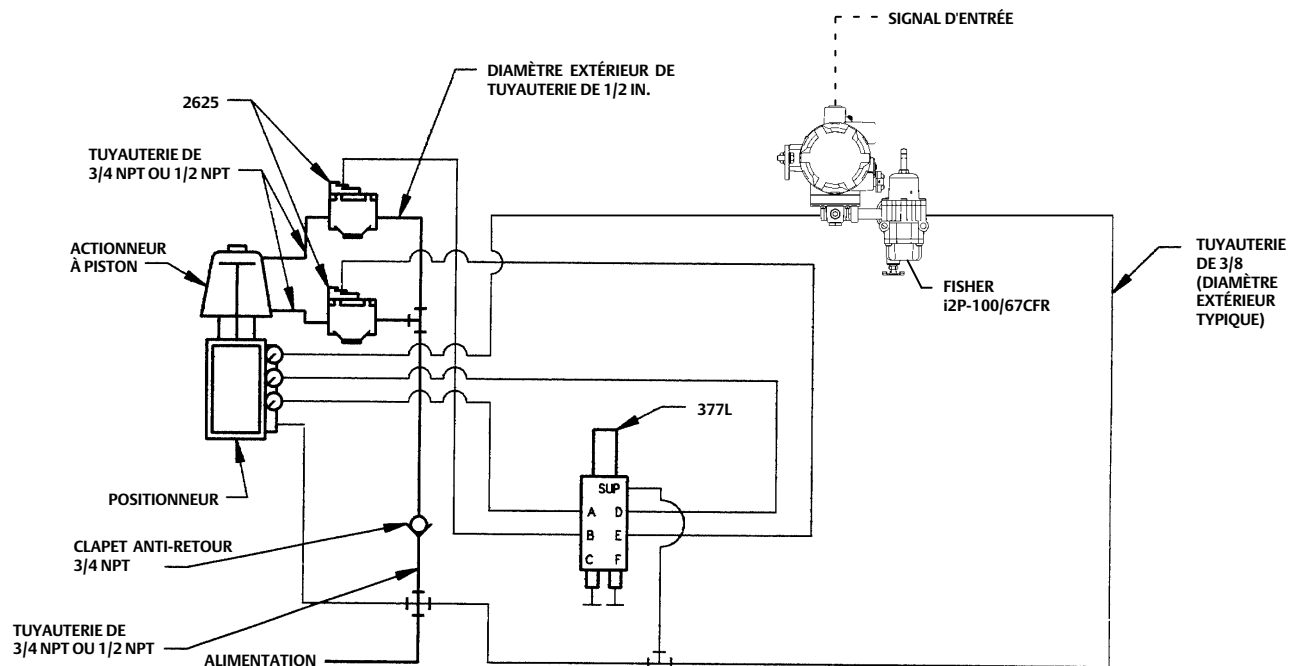 SIGNAL D'ENTRÉE
DIAMÈTRE EXTÉRIEUR DE
TUYAUTERIE DE 1/2 IN.
2625
TUYAUTERIE DE
3/4 NPT OU 1/2 NPT
ACTIONNEUR
À PISTON
TUYAUTERIE
DE 3/8
(DIAMÈTRE
EXTÉRIEUR
TYPIQUE)
FISHER
i2P-100/67CFR
377L
SUP
A D
B E
C F
POSITIONNEUR
CLAPET ANTI-RETOUR
3/4 NPT
TUYAUTERIE DE
3/4 NPT OU 1/2 NPT
ALIMENTATION